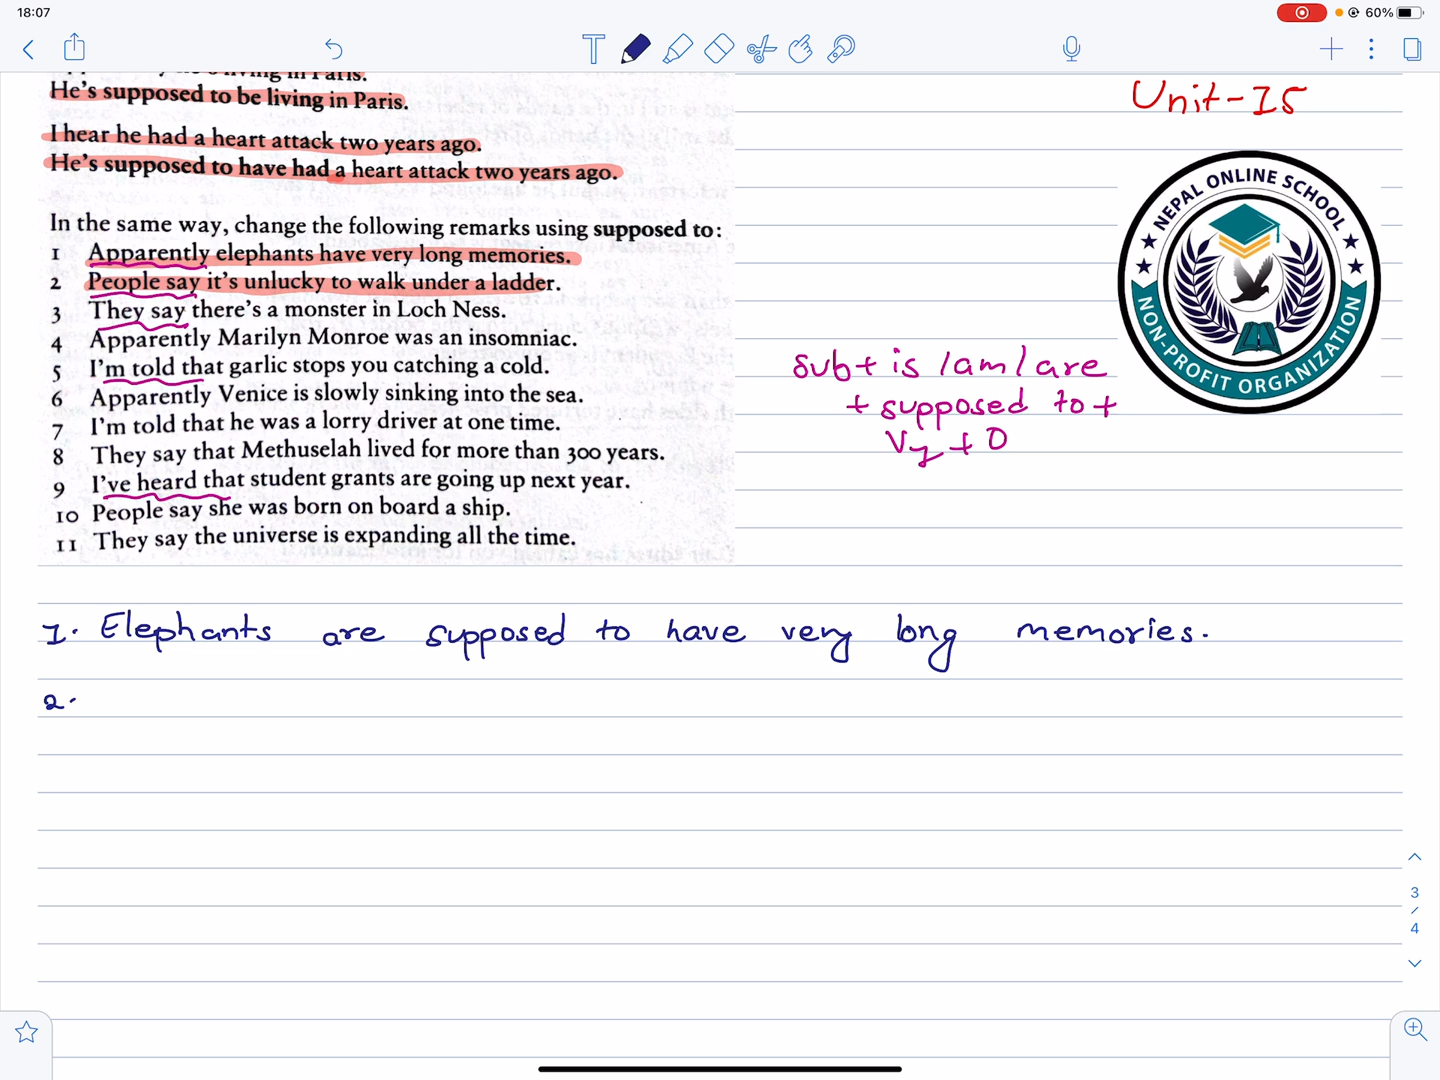 18:07
60%
He's supposed to be living in Paris.
I hear he had a heart attack two years ago.
He's supposed to have had a heart attack two years ago.
In the same way, change the following remarks using supposed to:
1 Apparently elephants have very long memories.
2 People say it's unlucky to walk under a ladder.
3 They say there's a monster in Loch Ness.
4 Apparently Marilyn Monroe was an insomniac.
5 I'm told that garlic stops you catching a cold.
6 Apparently Venice is slowly sinking into the sea.
7 I'm told that he was a lorry driver at one time.
8 They say that Methuselah lived for more than 300 years.
9 I've heard that student grants are going up next year.
10 People say she was born on board a ship.
11 They say the universe is expanding all the time.
Unit-15
NEPAL ONLINE SCHOOL
NON-PROFIT ORGANIZATION
sub+ is /am/ are
+ supposed to +
V1 + O
1. Elephants are supposed to have very long memories.
2.
3
/
4